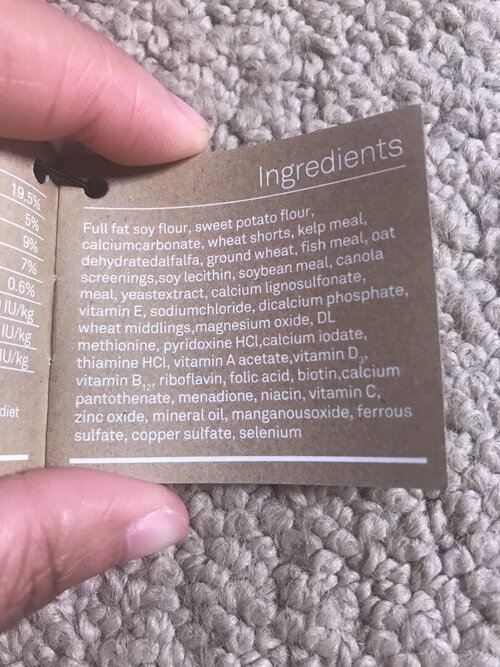 19.5%
5%
9%
7%
0.6%
IU/kg
IU/kg
IU/kg
diet
Ingredients
Full fat soy flour, sweet potato flour,
calciumcarbonate, wheat shorts, kelp meal,
dehydratedalfalfa, ground wheat, fish meal, oat
screenings,soy lecithin, soybean meal, canola
meal, yeastextract, calcium lignosulfonate,
vitamin E, sodiumchloride, dicalcium phosphate,
wheat middlings,magnesium oxide, DL
methionine, pyridoxine HCl,calcium iodate,
thiamine HCl, vitamin A acetate,vitamin D₃,
vitamin B₁₂, riboflavin, folic acid, biotin,calcium
pantothenate, menadione, niacin, vitamin C,
zinc oxide, mineral oil, manganousoxide, ferrous
sulfate, copper sulfate, selenium